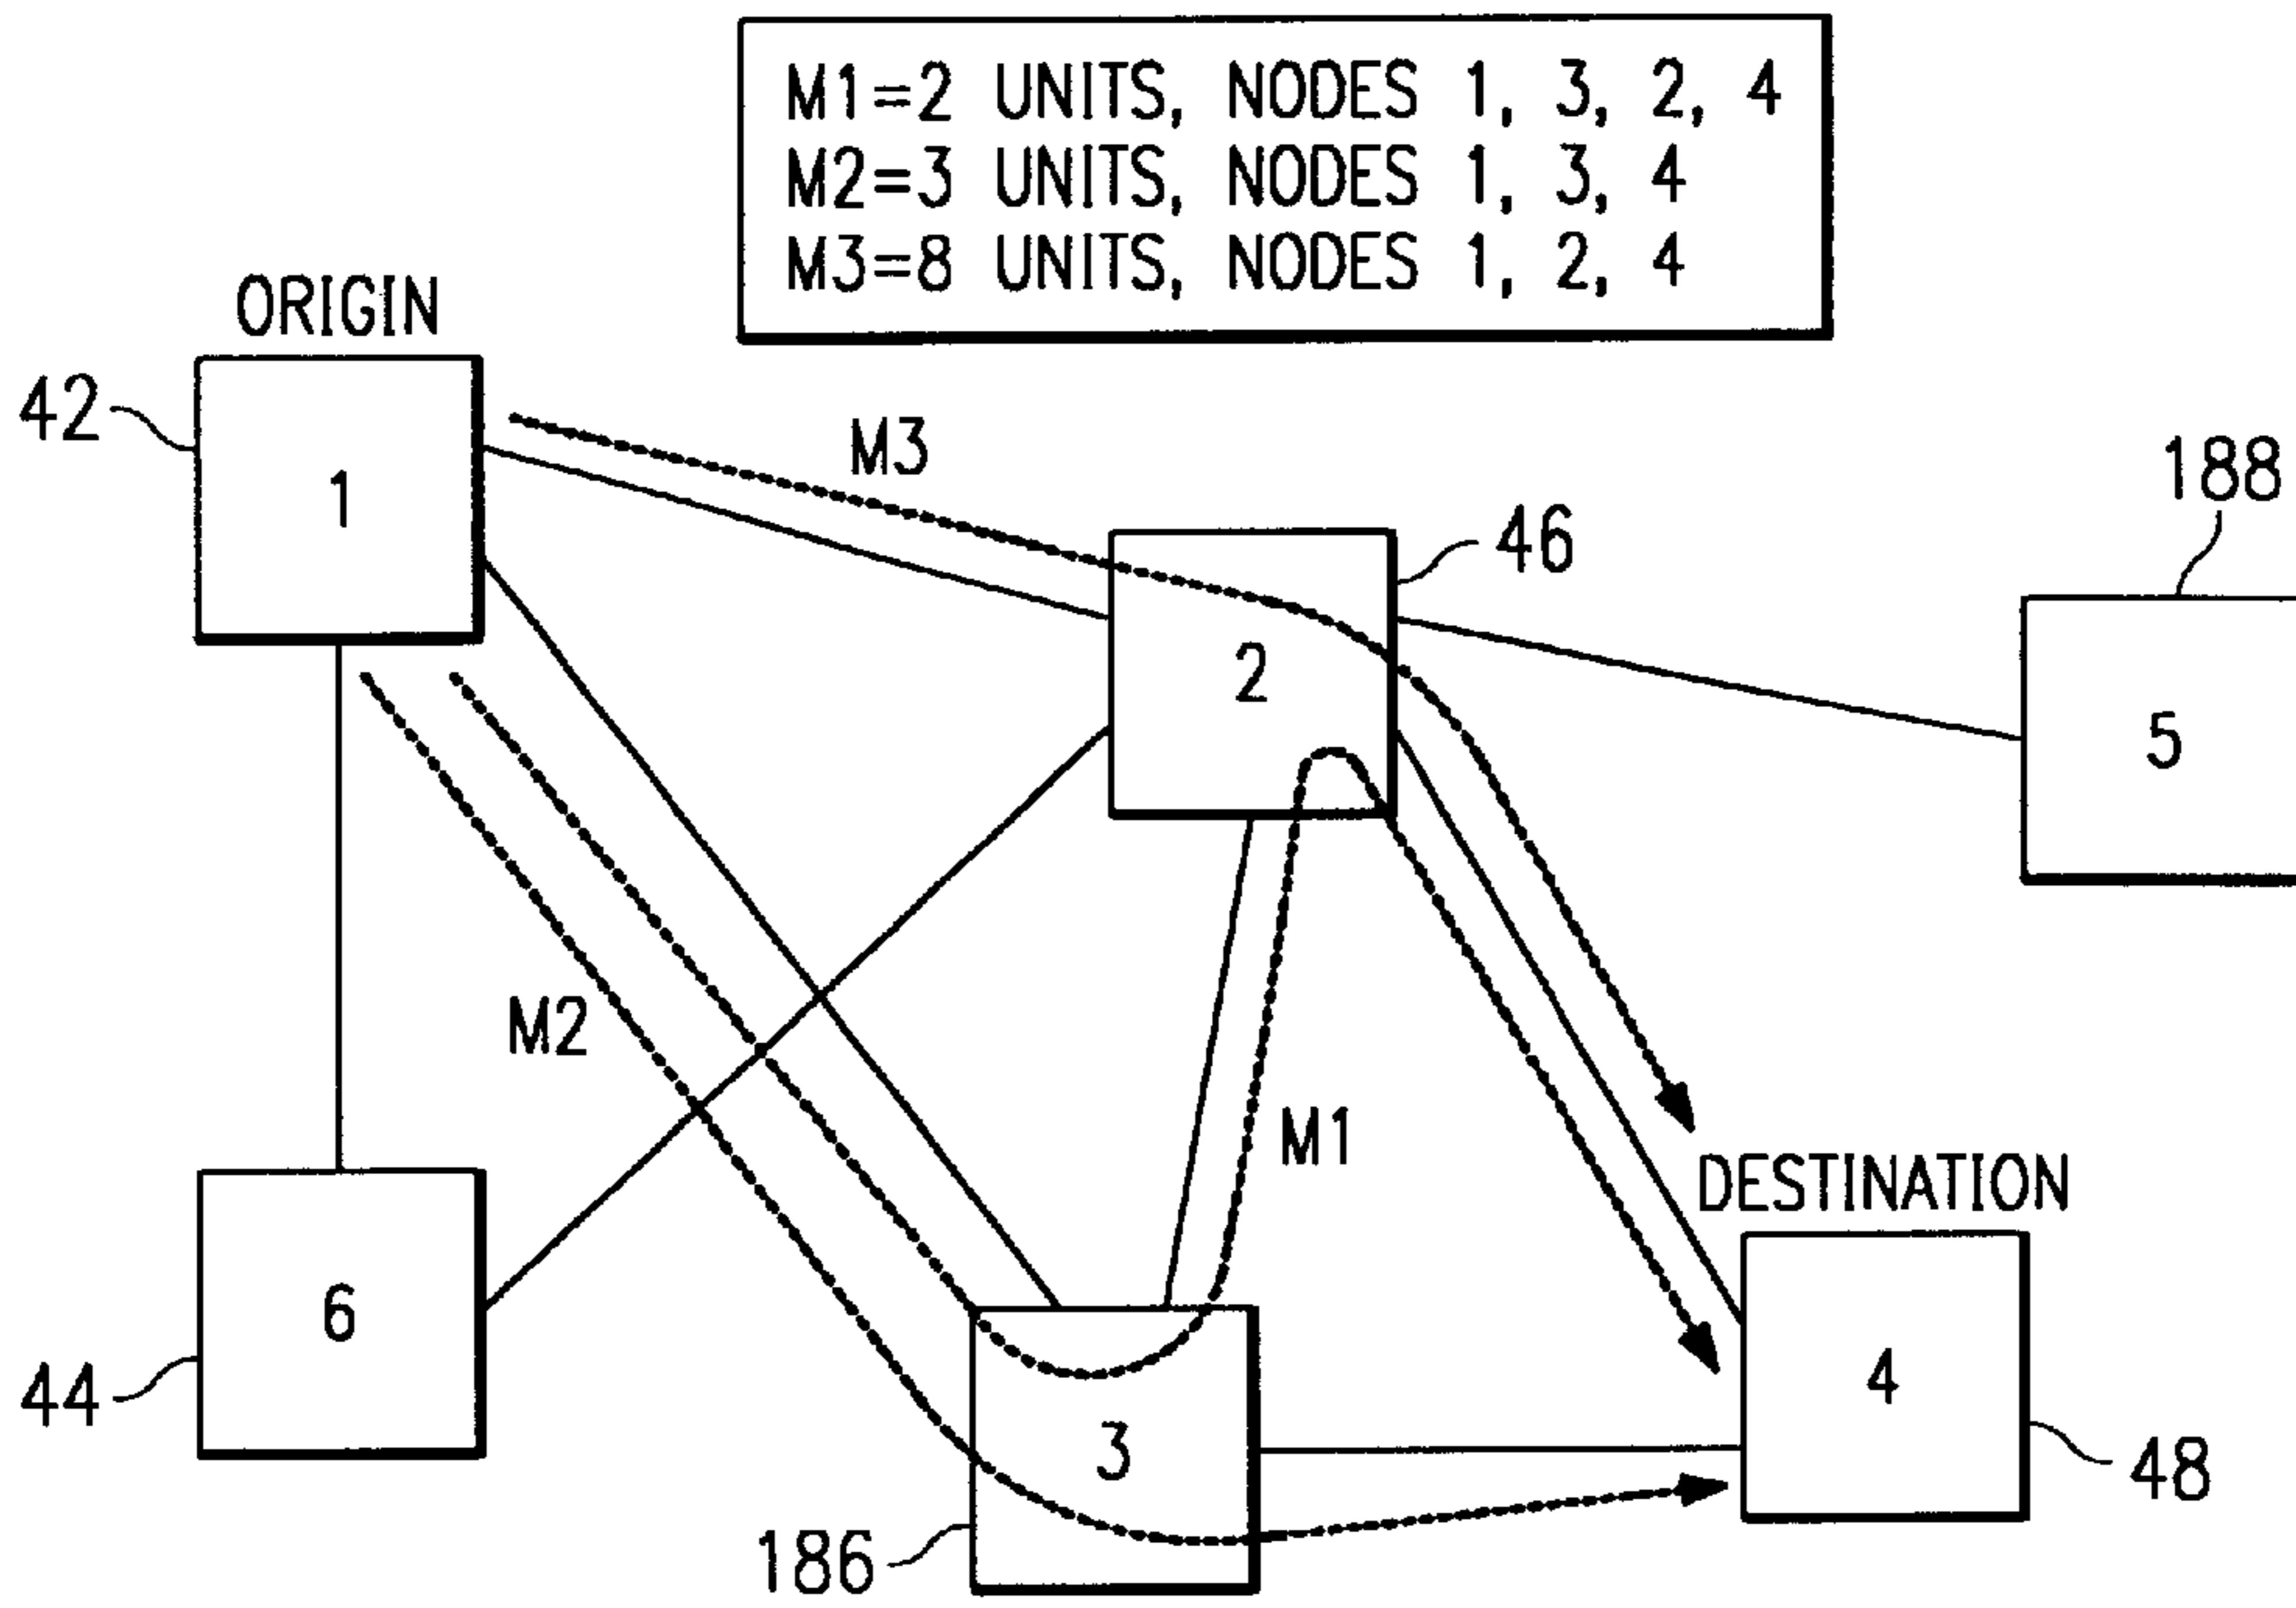 M1=2 UNITS, NODES 1, 3, 2, 4
M2=3 UNITS, NODES 1, 3, 4
M3=8 UNITS, NODES 1, 2, 4
ORIGIN
42
1
M3
46
188
2
5
M2
M1
DESTINATION
6
4
44
3
48
186